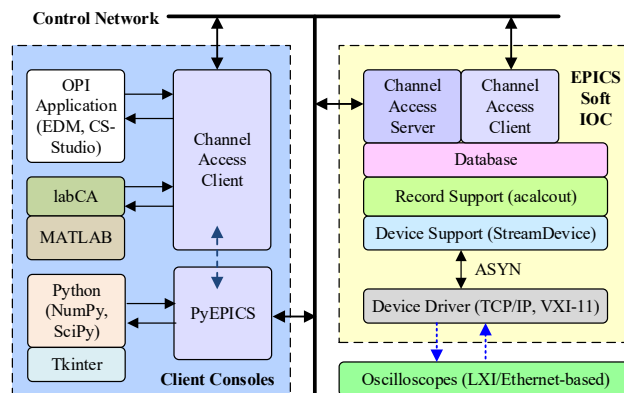 Control Network
OPI
Application
(EDM, CS-
Studio)
labCA
MATLAB
Python
(NumPy,
SciPy)
Tkinter
Channel
Access
Client
PyEPICS
Client Consoles
Channel
Access
Server
Channel
Access
Client
EPICS
Soft
IOC
Database
Record Support (acalcout)
Device Support (StreamDevice)
ASYN
Device Driver (TCP/IP, VXI-11)
Oscilloscopes (LXI/Ethernet-based)